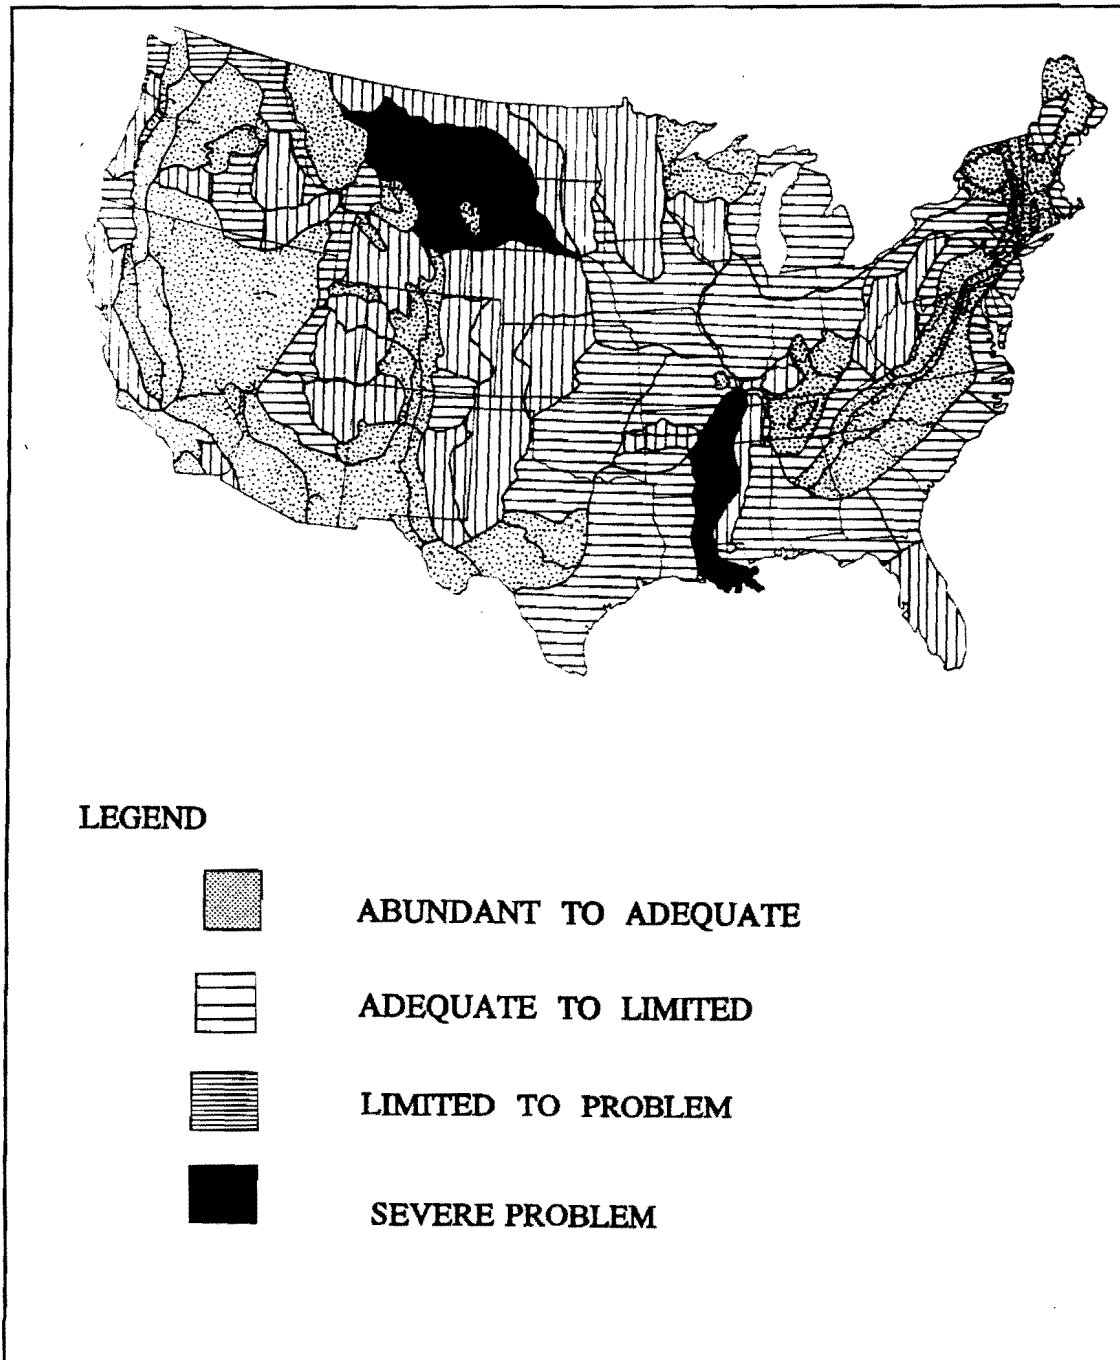 LEGEND
ABUNDANT TO ADEQUATE
ADEQUATE TO LIMITED
LIMITED TO PROBLEM
SEVERE PROBLEM